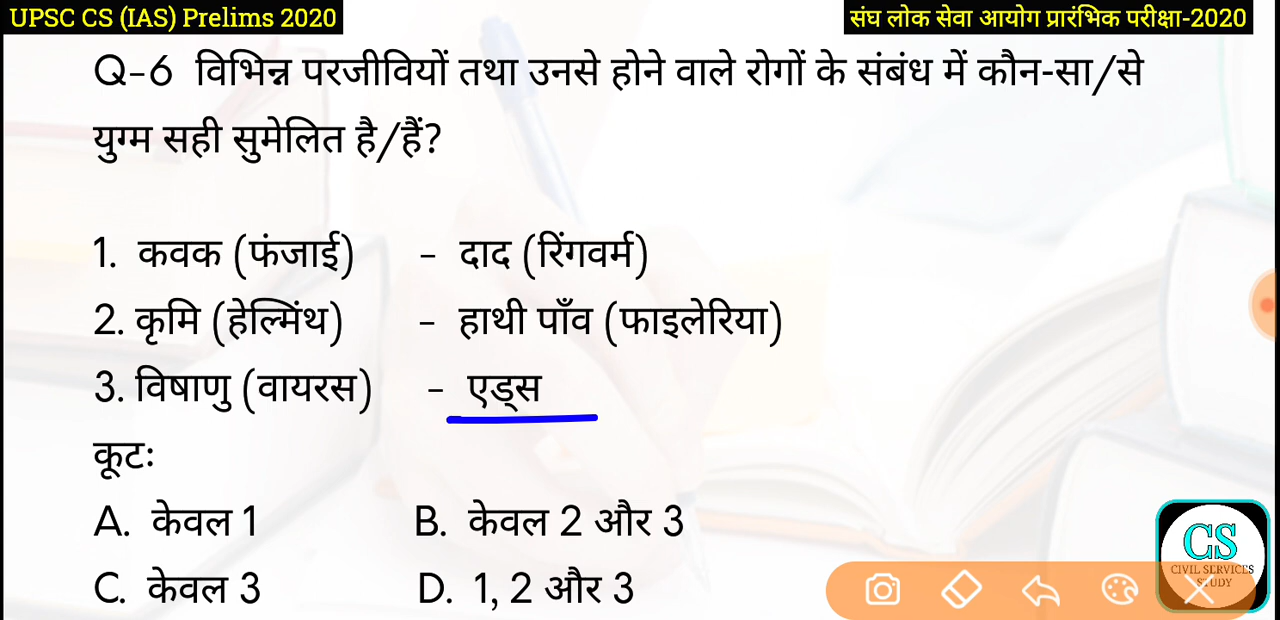 UPSC CS (IAS) Prelims 2020
संघ लोक सेवा आयोग प्रारंभिक परीक्षा-2020
Q-6 विभिन्न परजीवियों तथा उनसे होने वाले रोगों के संबंध में कौन-सा/से
युग्म सही सुमेलित है/हैं?
1. कवक (फंजाई) - दाद (रिंगवर्म)
2. कृमि (हेल्मिंथ) - हाथी पाँव (फाइलेरिया)
3. विषाणु (वायरस) - एड्स
कूटः
A. केवल 1 B. केवल 2 और 3
C. केवल 3 D. 1, 2 और 3
CS
CIVIL SERVICES
STUDY